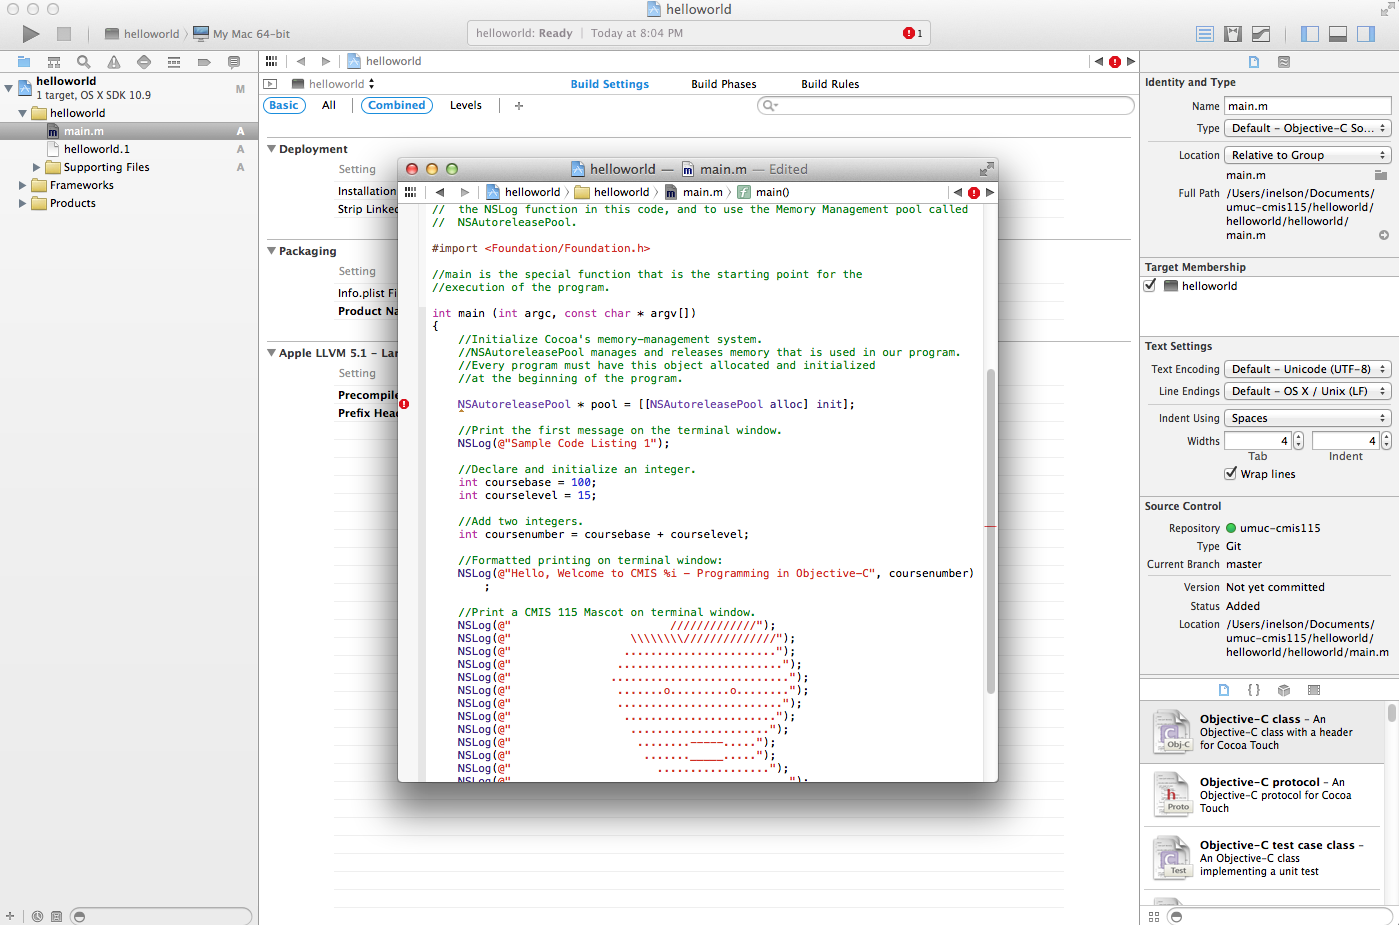 helloworld
helloworld My Mac 64-bit
helloworld: Ready | Today at 8:04 PM
1
helloworld
1 target, OS X SDK 10.9
M
helloworld
main.m A
helloworld.1 A
Supporting Files A
Frameworks
Products
helloworld
helloworld
Build Settings Build Phases Build Rules
Basic All Combined Levels +
Deployment
Setting
Installation
Strip Linked
Packaging
Setting
Info.plist Fi
Product Na
Apple LLVM 5.1 – Lan
Setting
Precompile
Prefix Head
helloworld — main.m — Edited
helloworld helloworld main.m main()
// the NSLog function in this code, and to use the Memory Management pool called
// NSAutoreleasePool.
#import <Foundation/Foundation.h>
//main is the special function that is the starting point for the
//execution of the program.
int main (int argc, const char * argv[])
{
//Initialize Cocoa's memory-management system.
//NSAutoreleasePool manages and releases memory that is used in our program.
//Every program must have this object allocated and initialized
//at the beginning of the program.
NSAutoreleasePool * pool = [[NSAutoreleasePool alloc] init];
//Print the first message on the terminal window.
NSLog(@"Sample Code Listing 1");
//Declare and initialize an integer.
int coursebase = 100;
int courselevel = 15;
//Add two integers.
int coursenumber = coursebase + courselevel;
//Formatted printing on terminal window:
NSLog(@"Hello, Welcome to CMIS %i - Programming in Objective-C", coursenumber)
;
//Print a CMIS 115 Mascot on terminal window.
NSLog(@" /////////////");
NSLog(@" \\\\\\\\//////////////");
NSLog(@" .......................");
NSLog(@" .........................");
NSLog(@" ...........................");
NSLog(@" .......o.........o........");
NSLog(@" .........................");
NSLog(@" .......................");
NSLog(@" .....................");
NSLog(@" ........-----.....");
NSLog(@" ......._____.....");
NSLog(@" .................");
NSLog(@" ");
Identity and Type
Name main.m
Type Default – Objective-C So...
Location Relative to Group
main.m
Full Path /Users/inelson/Documents/
umuc-cmis115/helloworld/
helloworld/helloworld/
main.m
Target Membership
helloworld
Text Settings
Text Encoding Default – Unicode (UTF-8)
Line Endings Default – OS X / Unix (LF)
Indent Using Spaces
Widths 4 4
Tab Indent
Wrap lines
Source Control
Repository umuc-cmis115
Type Git
Current Branch master
Version Not yet committed
Status Added
Location /Users/inelson/Documents/
umuc-cmis115/helloworld/
helloworld/helloworld/main.m
{ }
Obj-C
Objective-C class – An
Objective-C class with a header
for Cocoa Touch
Proto
Objective-C protocol – An
Objective-C protocol for Cocoa
Touch
Test
Objective-C test case class –
An Objective-C class
implementing a unit test